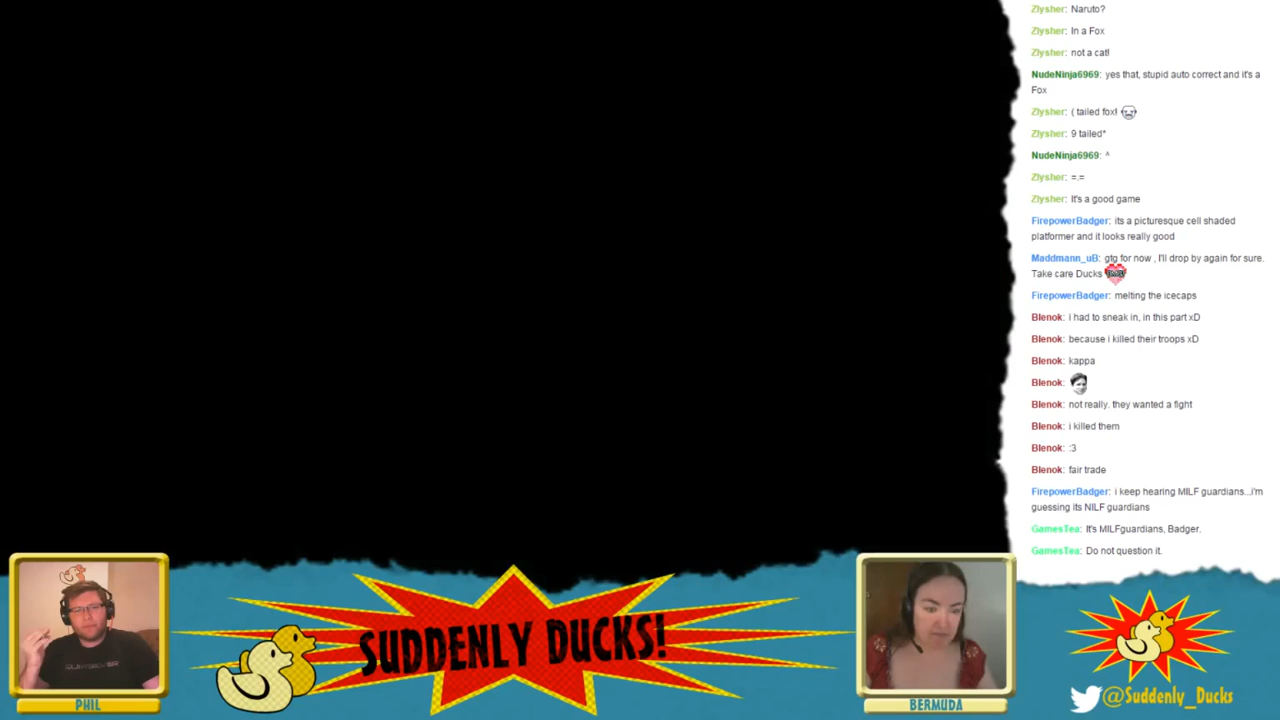 Zlysher: Naruto?
Zlysher: In a Fox
Zlysher: not a cat!
NudeNinja6969: yes that, stupid auto correct and it's a
Fox
Zlysher: ( tailed fox!
Zlysher: 9 tailed*
NudeNinja6969: ^
Zlysher: =.=
Zlysher: It's a good game
FirepowerBadger: its a picturesque cell shaded
platformer and it looks really good
Maddmann_uB: gtg for now , I'll drop by again for sure.
Take care Ducks
FirepowerBadger: melting the icecaps
Blenok: i had to sneak in, in this part xD
Blenok: because i killed their troops xD
Blenok: kappa
Blenok:
Blenok: not really. they wanted a fight
Blenok: i killed them
Blenok: :3
Blenok: fair trade
FirepowerBadger: i keep hearing MILF guardians...i'm
guessing its NILF guardians
GamesTea: It's MILFguardians, Badger.
GamesTea: Do not question it.
SUDDENLY DUCKS!
PHIL
BERMUDA
@Suddenly_Ducks